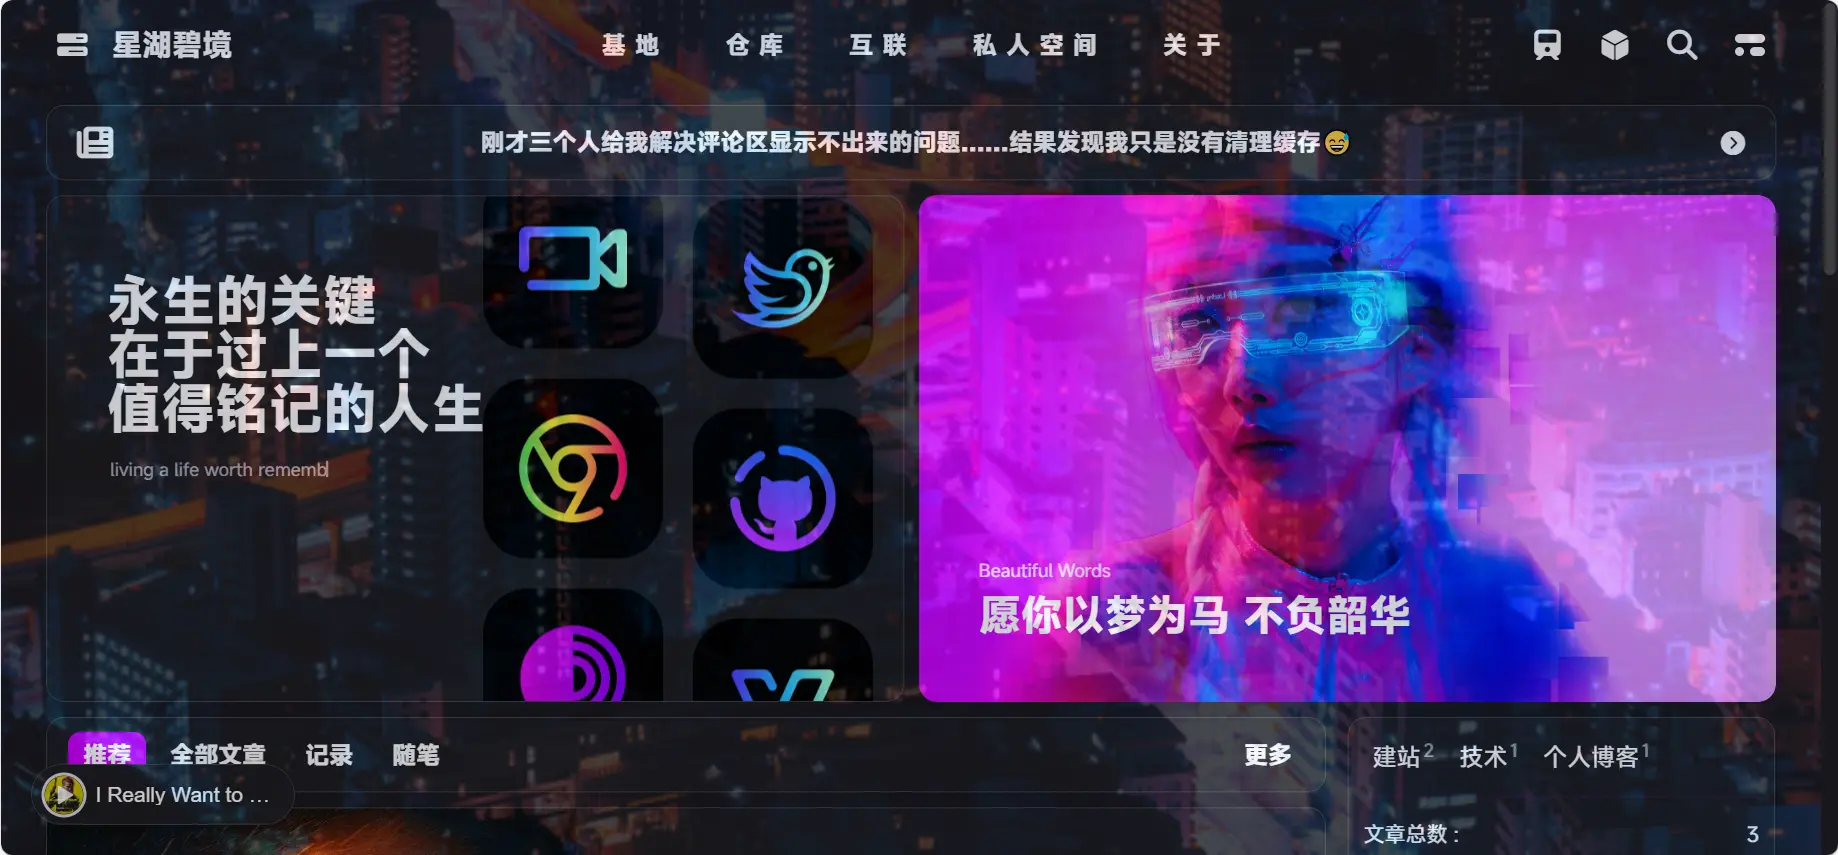 星湖碧境
基地
仓库
互联
私人空间
关于
刚才三个人给我解决评论区显示不出来的问题......结果发现我只是没有清理缓存😅
永生的关键
在于过上一个
值得铭记的人生
living a life worth rememb
Beautiful Words
愿你以梦为马 不负韶华
推荐
全部文章
记录
随笔
更多
建站2 技术1 个人博客1
I Really Want to ...
文章总数 : 3